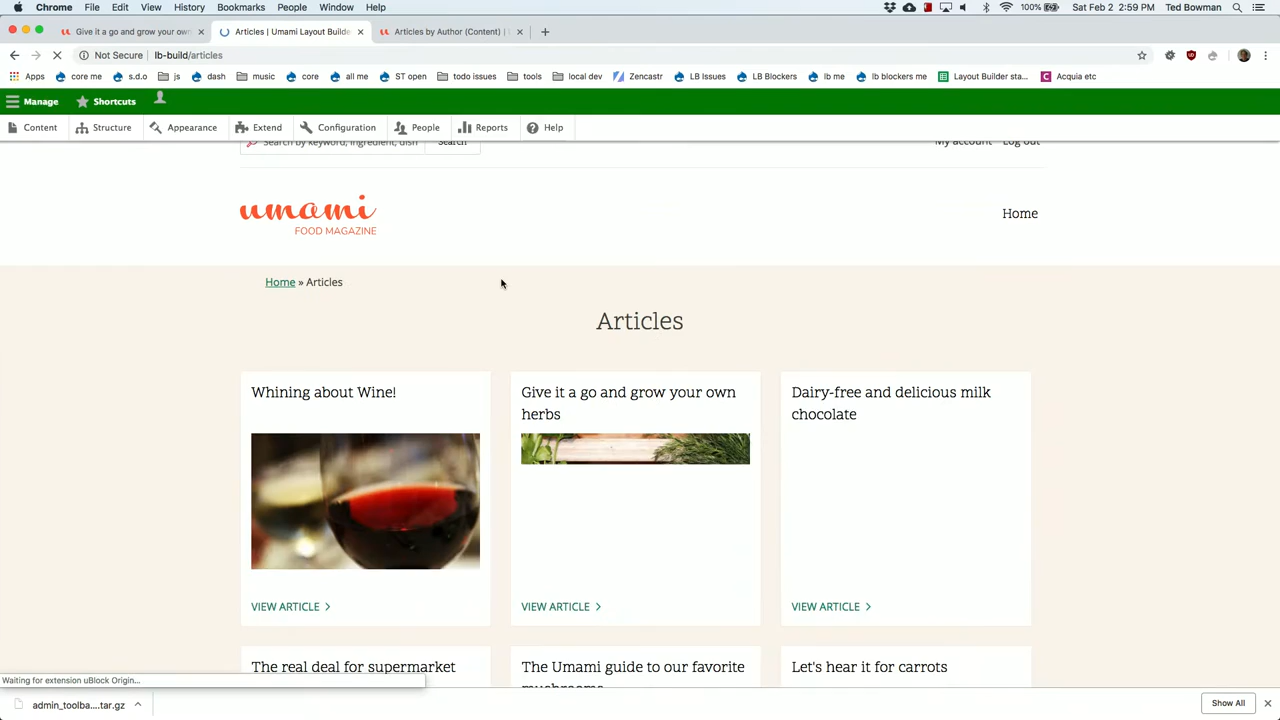 Chrome File Edit View History Bookmarks People Window Help 100% Sat Feb 2 2:59 PM Ted Bowman
Give it a go and grow your own Articles | Umami Layout Builde Articles by Author (Content) |
Not Secure lb-build/articles
Apps core me s.d.o js dash music core all me ST open todo issues tools local dev Zencastr LB Issues LB Blockers lb me lb blockers me Layout Builder sta... Acquia etc
Manage Shortcuts
Content Structure Appearance Extend Configuration People Reports Help
Search by keyword, ingredient, dish Search My account Log out
umami
FOOD MAGAZINE
Home
Home » Articles
Articles
Whining about Wine!
Give it a go and grow your own
herbs
Dairy-free and delicious milk
chocolate
VIEW ARTICLE > VIEW ARTICLE > VIEW ARTICLE >
The real deal for supermarket
The Umami guide to our favorite
mushrooms
Let's hear it for carrots
Waiting for extension uBlock Origin...
admin_toolba....tar.gz Show All